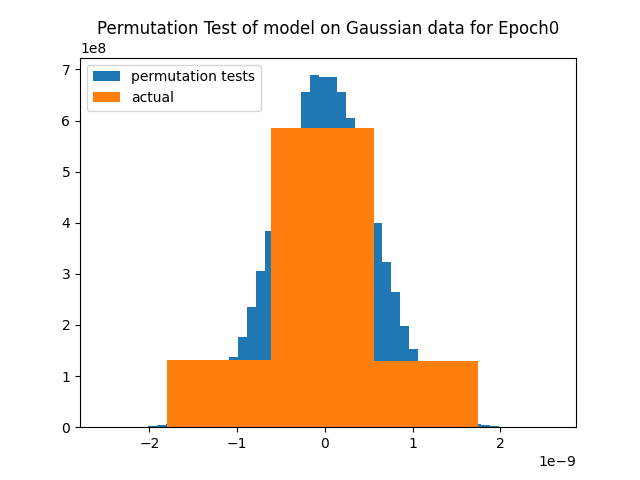 Permutation Test of model on Gaussian data for Epoch0
1e8
permutation tests
actual
7
6
5
4
3
2
1
0
−2
−1
0
1
2
1e−9